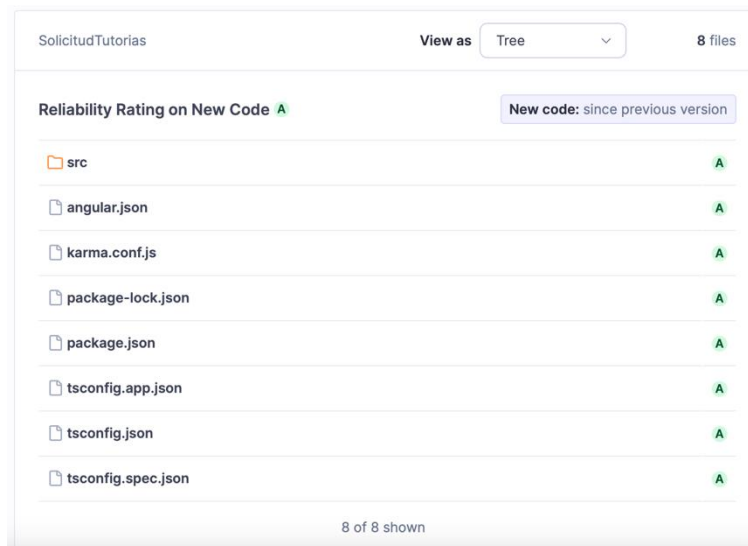 SolicitudTutorias View as Tree 8 files
Reliability Rating on New Code A New code: since previous version
src A
angular.json A
karma.conf.js A
package-lock.json A
package.json A
tsconfig.app.json A
tsconfig.json A
tsconfig.spec.json A
8 of 8 shown